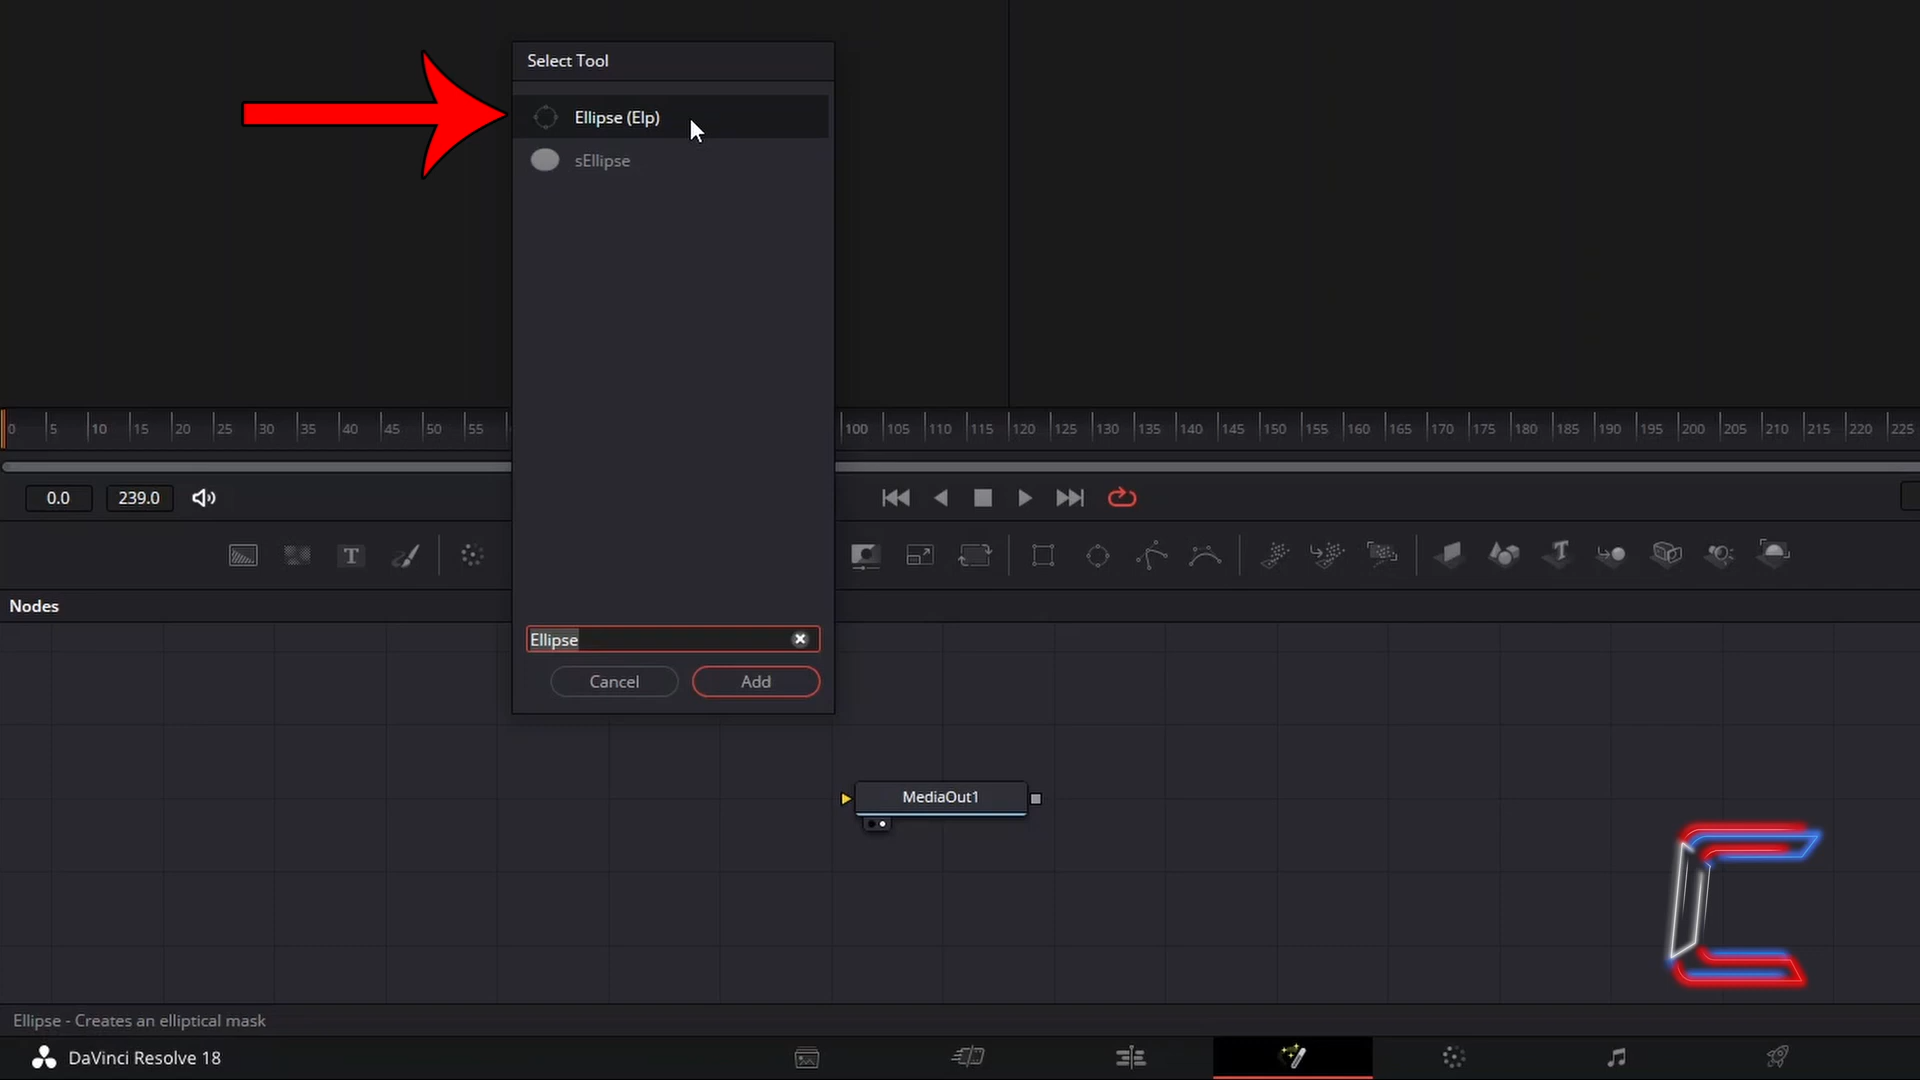 Select Tool
Ellipse (Elp)
sEllipse
0 5 10 15 20 25 30 35 40 45 50 55 100 105 110 115 120 125 130 135 140 145 150 155 160 165 170 175 180 185 190 195 200 205 210 215 220 225
0.0 239.0
T
Nodes
Ellipse
Cancel Add
MediaOut1
Ellipse - Creates an elliptical mask
DaVinci Resolve 18